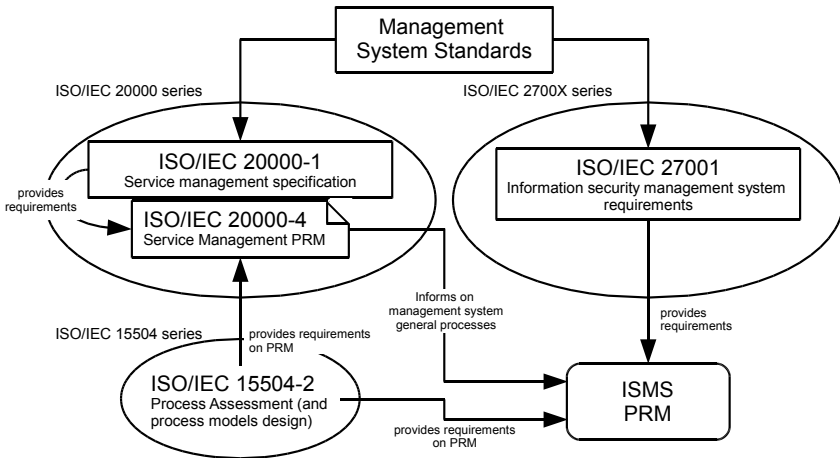 Management
System Standards
ISO/IEC 20000 series
ISO/IEC 2700X series
ISO/IEC 20000-1
Service management specification
ISO/IEC 27001
Information security management system
requirements
provides
requirements
ISO/IEC 20000-4
Service Management PRM
Informs on
management system
general processes
provides
requirements
ISO/IEC 15504 series
provides requirements
on PRM
ISO/IEC 15504-2
Process Assessment (and
process models design)
ISMS
PRM
provides requirements
on PRM